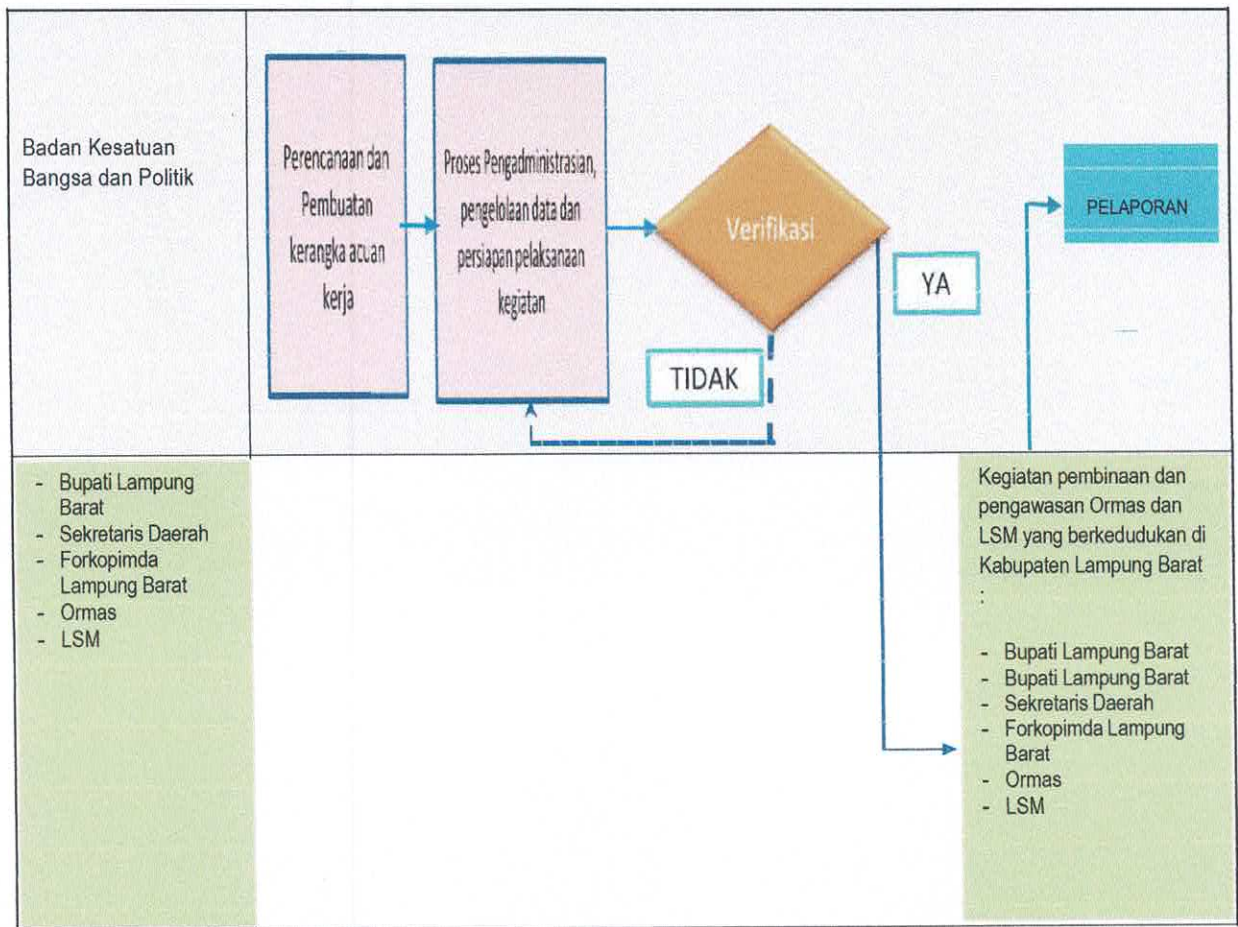 Badan Kesatuan
Bangsa dan Politik
Perencanaan dan
Pembuatan
kerangka acuan
kerja
Proses Pengadministrasian,
pengelolaan data dan
persiapan pelaksanaan
kegiatan
Verifikasi
YA
TIDAK
PELAPORAN
- Bupati Lampung
Barat
- Sekretaris Daerah
- Forkopimda
Lampung Barat
- Ormas
- LSM
Kegiatan pembinaan dan
pengawasan Ormas dan
LSM yang berkedudukan di
Kabupaten Lampung Barat
:
- Bupati Lampung Barat
- Bupati Lampung Barat
- Sekretaris Daerah
- Forkopimda Lampung
Barat
- Ormas
- LSM